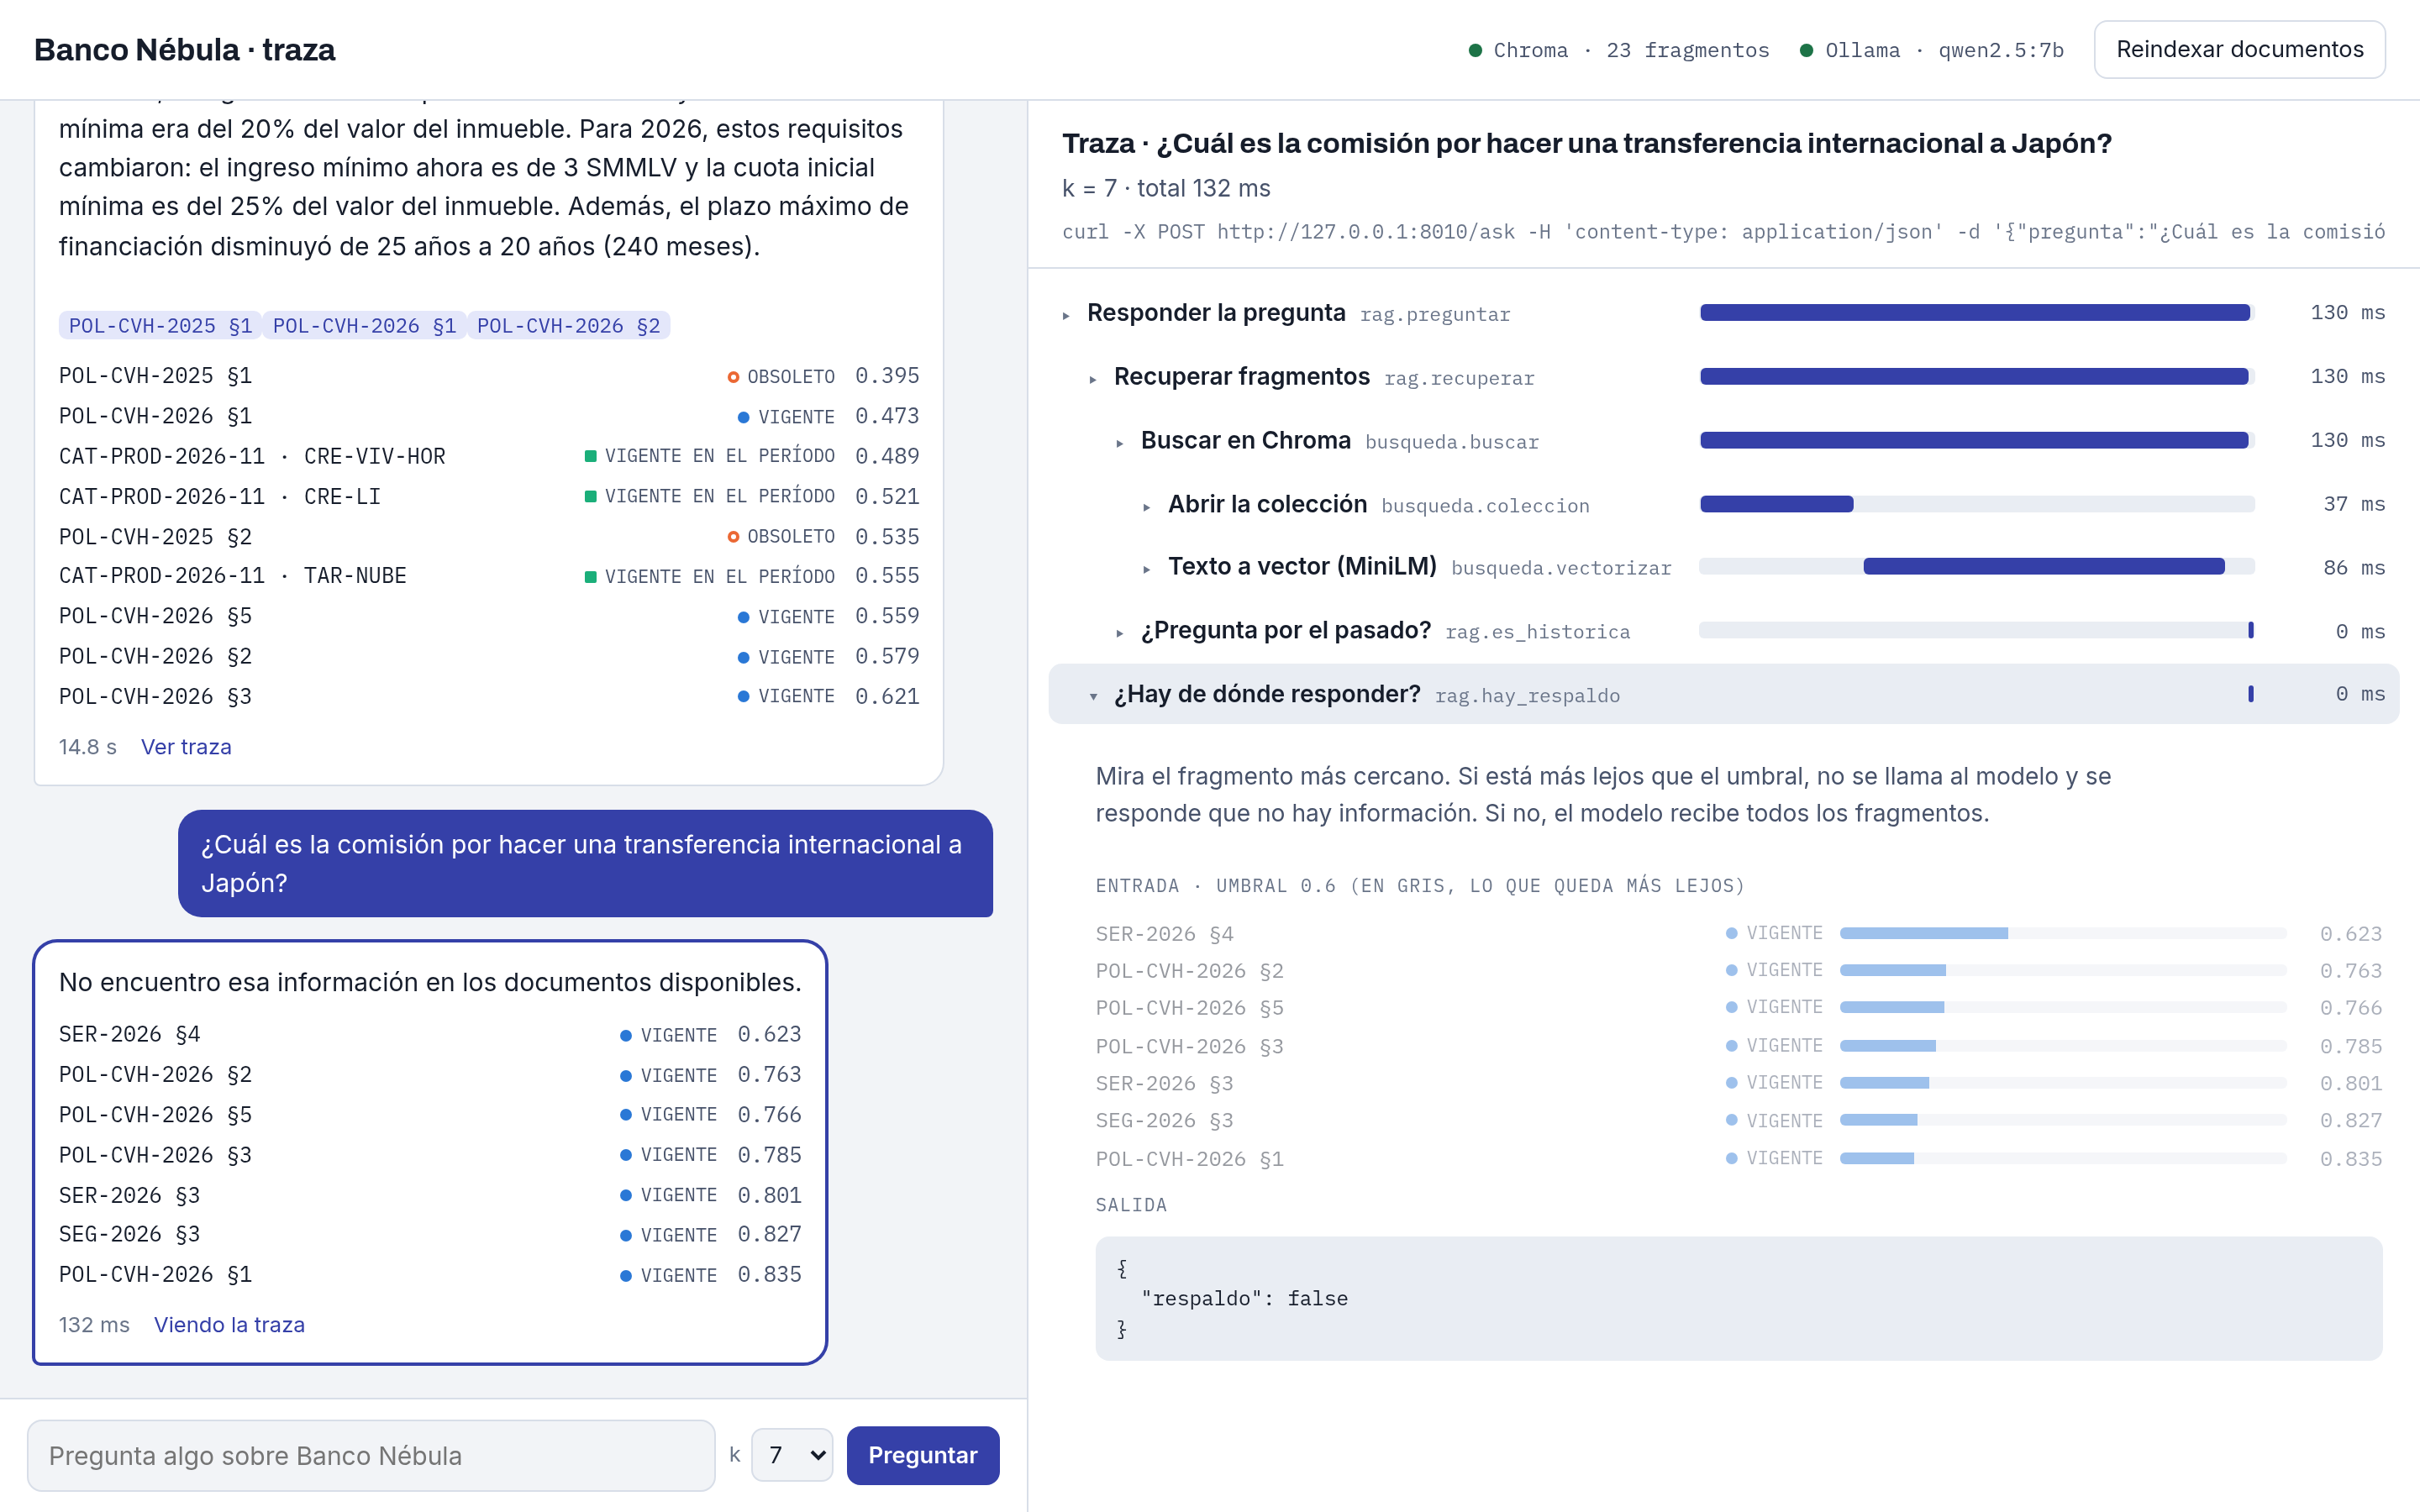 Banco Nébula · traza
Chroma · 23 fragmentos
Ollama · qwen2.5:7b
Reindexar documentos
mínima era del 20% del valor del inmueble. Para 2026, estos requisitos
cambiaron: el ingreso mínimo ahora es de 3 SMMLV y la cuota inicial
mínima es del 25% del valor del inmueble. Además, el plazo máximo de
financiación disminuyó de 25 años a 20 años (240 meses).
POL-CVH-2025 §1 POL-CVH-2026 §1 POL-CVH-2026 §2
POL-CVH-2025 §1 OBSOLETO 0.395
POL-CVH-2026 §1 VIGENTE 0.473
CAT-PROD-2026-11 · CRE-VIV-HOR VIGENTE EN EL PERÍODO 0.489
CAT-PROD-2026-11 · CRE-LI VIGENTE EN EL PERÍODO 0.521
POL-CVH-2025 §2 OBSOLETO 0.535
CAT-PROD-2026-11 · TAR-NUBE VIGENTE EN EL PERÍODO 0.555
POL-CVH-2026 §5 VIGENTE 0.559
POL-CVH-2026 §2 VIGENTE 0.579
POL-CVH-2026 §3 VIGENTE 0.621
14.8 s Ver traza
¿Cuál es la comisión por hacer una transferencia internacional a
Japón?
No encuentro esa información en los documentos disponibles.
SER-2026 §4 VIGENTE 0.623
POL-CVH-2026 §2 VIGENTE 0.763
POL-CVH-2026 §5 VIGENTE 0.766
POL-CVH-2026 §3 VIGENTE 0.785
SER-2026 §3 VIGENTE 0.801
SEG-2026 §3 VIGENTE 0.827
POL-CVH-2026 §1 VIGENTE 0.835
132 ms Viendo la traza
Pregunta algo sobre Banco Nébula
k 7 Preguntar
Traza · ¿Cuál es la comisión por hacer una transferencia internacional a Japón?
k = 7 · total 132 ms
curl -X POST http://127.0.0.1:8010/ask -H 'content-type: application/json' -d '{"pregunta":"¿Cuál es la comisió
Responder la pregunta rag.preguntar 130 ms
Recuperar fragmentos rag.recuperar 130 ms
Buscar en Chroma busqueda.buscar 130 ms
Abrir la colección busqueda.coleccion 37 ms
Texto a vector (MiniLM) busqueda.vectorizar 86 ms
¿Pregunta por el pasado? rag.es_historica 0 ms
¿Hay de dónde responder? rag.hay_respaldo 0 ms
Mira el fragmento más cercano. Si está más lejos que el umbral, no se llama al modelo y se
responde que no hay información. Si no, el modelo recibe todos los fragmentos.
ENTRADA · UMBRAL 0.6 (EN GRIS, LO QUE QUEDA MÁS LEJOS)
SER-2026 §4 VIGENTE 0.623
POL-CVH-2026 §2 VIGENTE 0.763
POL-CVH-2026 §5 VIGENTE 0.766
POL-CVH-2026 §3 VIGENTE 0.785
SER-2026 §3 VIGENTE 0.801
SEG-2026 §3 VIGENTE 0.827
POL-CVH-2026 §1 VIGENTE 0.835
SALIDA
{
"respaldo": false
}